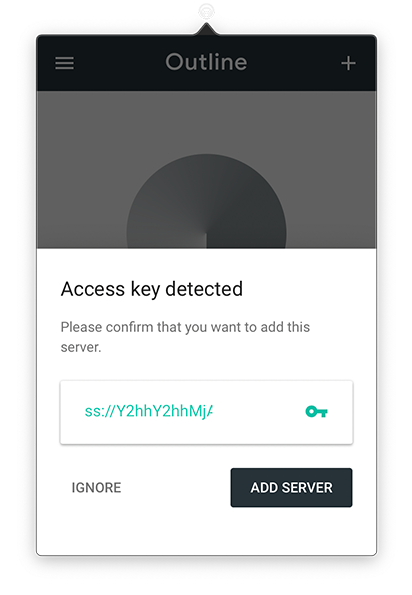 Outline
Access key detected
Please confirm that you want to add this
server.
ss://Y2hhY2hhMjA
IGNORE
ADD SERVER